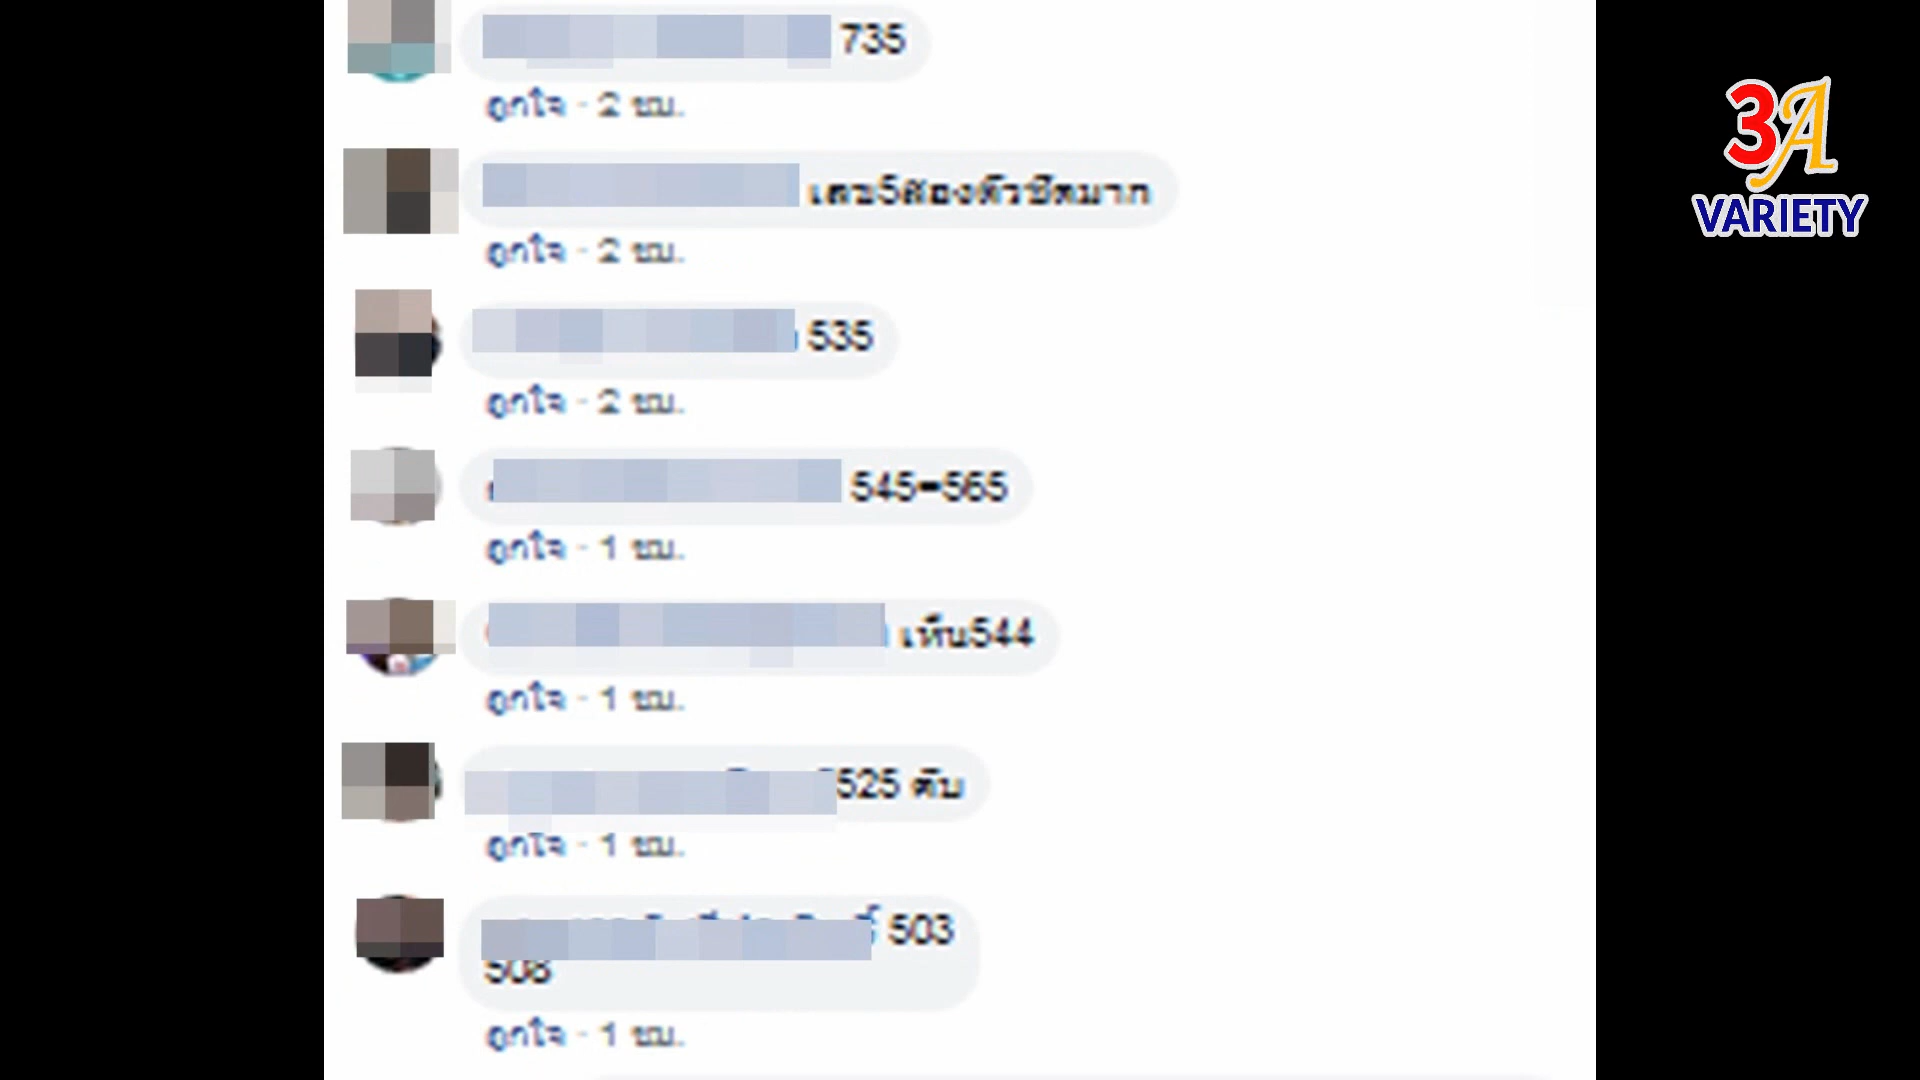 735
ถูกใจ · 2 ชม.
เลข5สองตัวชัดมาก
ถูกใจ · 2 ชม.
535
ถูกใจ · 2 ชม.
545-565
ถูกใจ · 1 ชม.
เห็น544
ถูกใจ · 1 ชม.
525 ดับ
ถูกใจ · 1 ชม.
503
508
ถูกใจ · 1 ชม.
3A
VARIETY